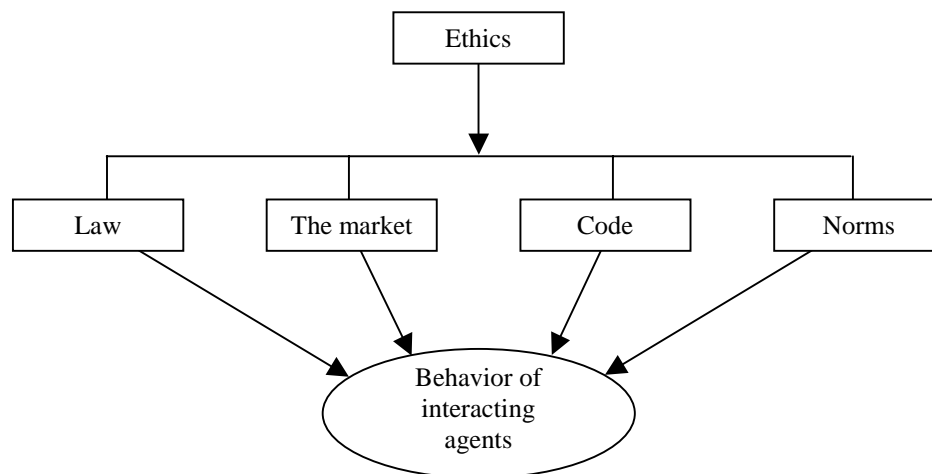 Ethics
Law
The market
Code
Norms
Behavior of
interacting
agents